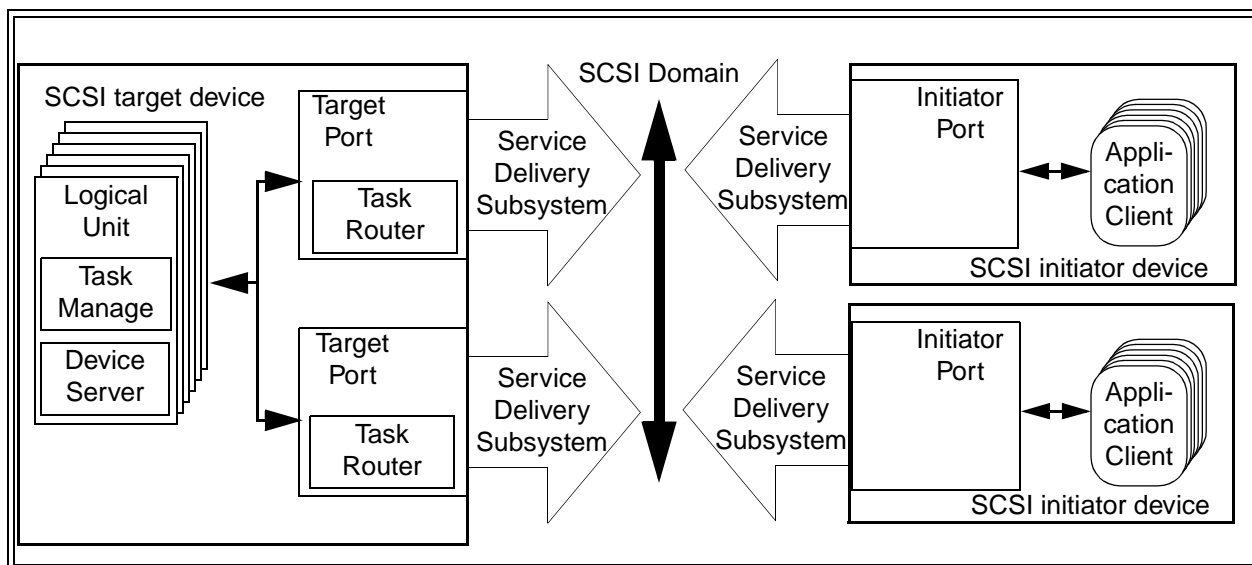 SCSI target device
Logical
Unit
Task
Manage
Device
Server
Target
Port
Task
Router
Target
Port
Task
Router
Service
Delivery
Subsystem
Service
Delivery
Subsystem
SCSI Domain
Service
Delivery
Subsystem
Service
Delivery
Subsystem
Initiator
Port
Appli-
cation
Client
SCSI initiator device
Initiator
Port
Appli-
cation
Client
SCSI initiator device